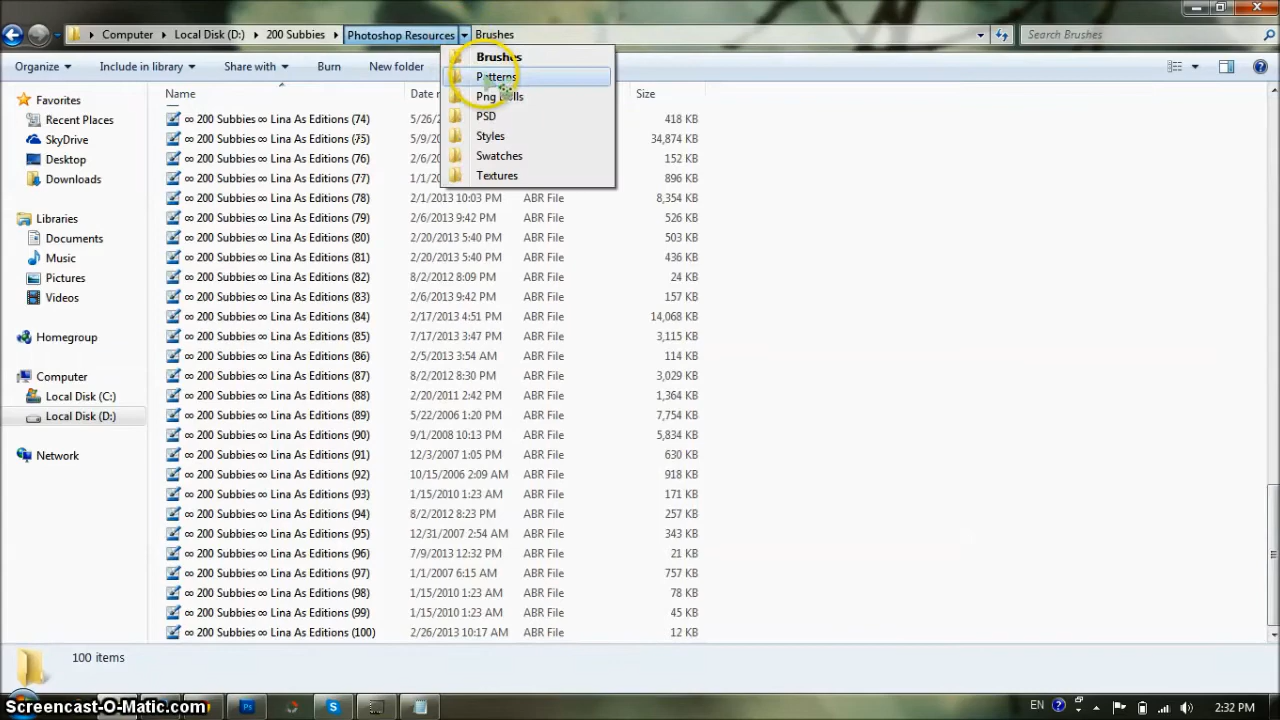 Computer Local Disk (D:) 200 Subbies Photoshop Resources Brushes Search Brushes
Organize Include in library Share with Burn New folder
Brushes
Patterns
Png
PSD
Styles
Swatches
Textures
Favorites
Recent Places
SkyDrive
Desktop
Downloads
Libraries
Documents
Music
Pictures
Videos
Homegroup
Computer
Local Disk (C:)
Local Disk (D:)
Network
Name Size
∞ 200 Subbies ∞ Lina As Editions (74) 5/26/2 418 KB
∞ 200 Subbies ∞ Lina As Editions (75) 5/9/20 34,874 KB
∞ 200 Subbies ∞ Lina As Editions (76) 2/6/20 152 KB
∞ 200 Subbies ∞ Lina As Editions (77) 1/1/20 896 KB
∞ 200 Subbies ∞ Lina As Editions (78) 2/1/2013 10:03 PM ABR File 8,354 KB
∞ 200 Subbies ∞ Lina As Editions (79) 2/6/2013 9:42 PM ABR File 526 KB
∞ 200 Subbies ∞ Lina As Editions (80) 2/20/2013 5:40 PM ABR File 503 KB
∞ 200 Subbies ∞ Lina As Editions (81) 2/20/2013 5:40 PM ABR File 436 KB
∞ 200 Subbies ∞ Lina As Editions (82) 8/2/2012 8:09 PM ABR File 24 KB
∞ 200 Subbies ∞ Lina As Editions (83) 2/6/2013 9:42 PM ABR File 157 KB
∞ 200 Subbies ∞ Lina As Editions (84) 2/17/2013 4:51 PM ABR File 14,068 KB
∞ 200 Subbies ∞ Lina As Editions (85) 7/17/2013 3:47 PM ABR File 3,115 KB
∞ 200 Subbies ∞ Lina As Editions (86) 2/5/2013 3:54 AM ABR File 114 KB
∞ 200 Subbies ∞ Lina As Editions (87) 8/2/2012 8:30 PM ABR File 3,029 KB
∞ 200 Subbies ∞ Lina As Editions (88) 2/20/2011 2:42 PM ABR File 1,364 KB
∞ 200 Subbies ∞ Lina As Editions (89) 5/22/2006 1:20 PM ABR File 7,754 KB
∞ 200 Subbies ∞ Lina As Editions (90) 9/1/2008 10:13 PM ABR File 5,834 KB
∞ 200 Subbies ∞ Lina As Editions (91) 12/3/2007 1:05 PM ABR File 630 KB
∞ 200 Subbies ∞ Lina As Editions (92) 10/15/2006 2:09 AM ABR File 918 KB
∞ 200 Subbies ∞ Lina As Editions (93) 1/15/2010 1:23 AM ABR File 171 KB
∞ 200 Subbies ∞ Lina As Editions (94) 8/2/2012 8:23 PM ABR File 257 KB
∞ 200 Subbies ∞ Lina As Editions (95) 12/31/2007 2:54 AM ABR File 343 KB
∞ 200 Subbies ∞ Lina As Editions (96) 7/9/2013 12:32 PM ABR File 21 KB
∞ 200 Subbies ∞ Lina As Editions (97) 1/1/2007 6:15 AM ABR File 757 KB
∞ 200 Subbies ∞ Lina As Editions (98) 1/15/2010 1:23 AM ABR File 78 KB
∞ 200 Subbies ∞ Lina As Editions (99) 1/15/2010 1:23 AM ABR File 45 KB
∞ 200 Subbies ∞ Lina As Editions (100) 2/26/2013 10:17 AM ABR File 12 KB
100 items
Screencast-O-Matic.com EN 2:32 PM